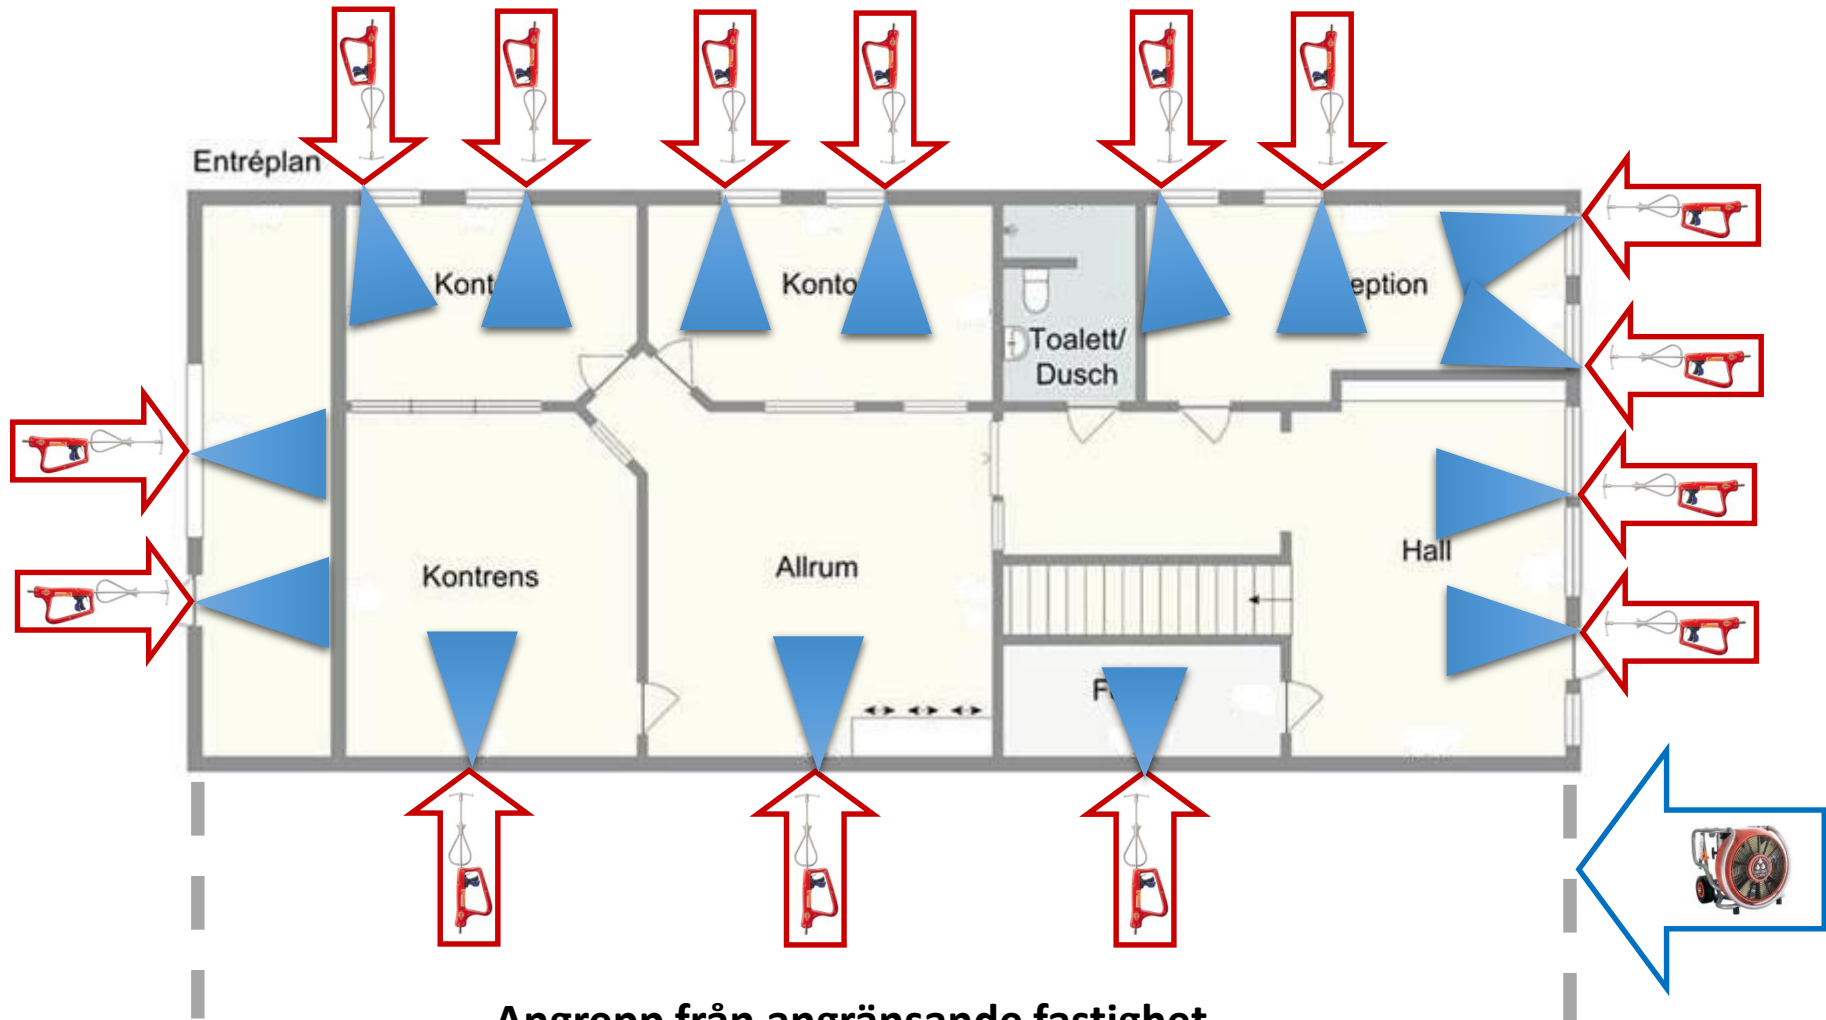 Entréplan
Kont
Konto
eption
Toalett/
Dusch
Hall
Kontrens
Allrum
F
Angrepp från angränsande fastighet